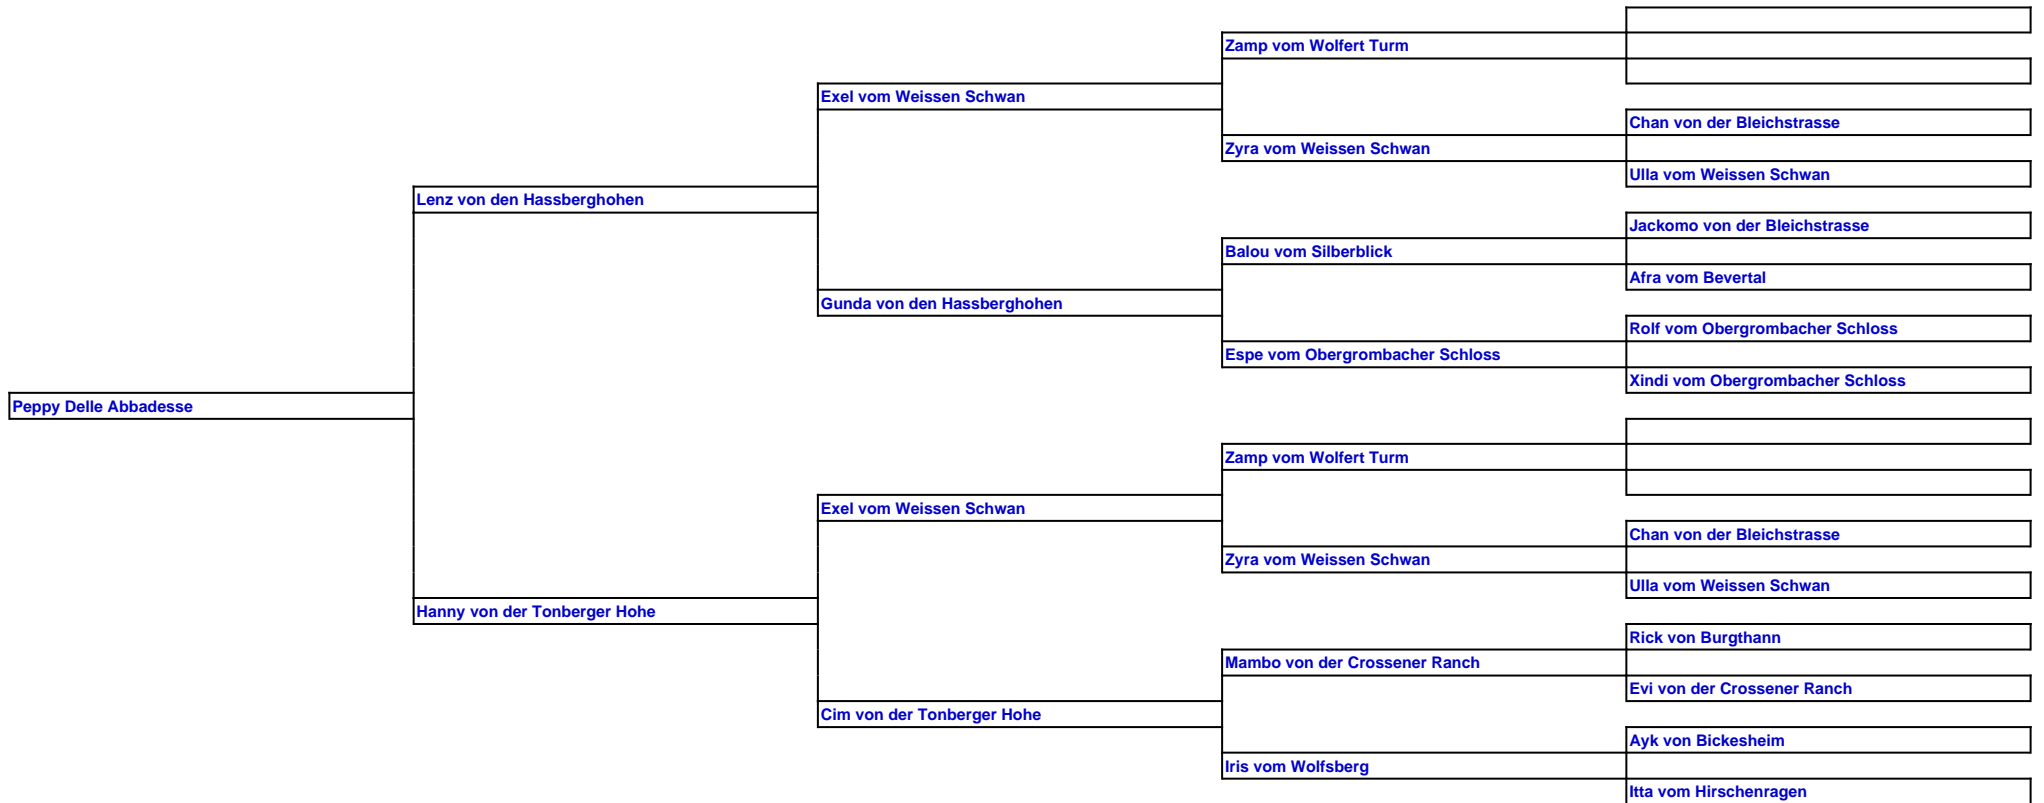 Zamp vom Wolfert Turm
Exel vom Weissen Schwan
Chan von der Bleichstrasse
Zyra vom Weissen Schwan
Ulla vom Weissen Schwan
Lenz von den Hassberghohen
Jackomo von der Bleichstrasse
Balou vom Silberblick
Afra vom Bevertal
Gunda von den Hassberghohen
Rolf vom Obergrombacher Schloss
Espe vom Obergrombacher Schloss
Xindi vom Obergrombacher Schloss
Peppy Delle Abbadesse
Zamp vom Wolfert Turm
Exel vom Weissen Schwan
Chan von der Bleichstrasse
Zyra vom Weissen Schwan
Ulla vom Weissen Schwan
Hanny von der Tonberger Hohe
Rick von Burgthann
Mambo von der Crossener Ranch
Evi von der Crossener Ranch
Cim von der Tonberger Hohe
Ayk von Bickesheim
Iris vom Wolfsberg
Itta vom Hirschenragen